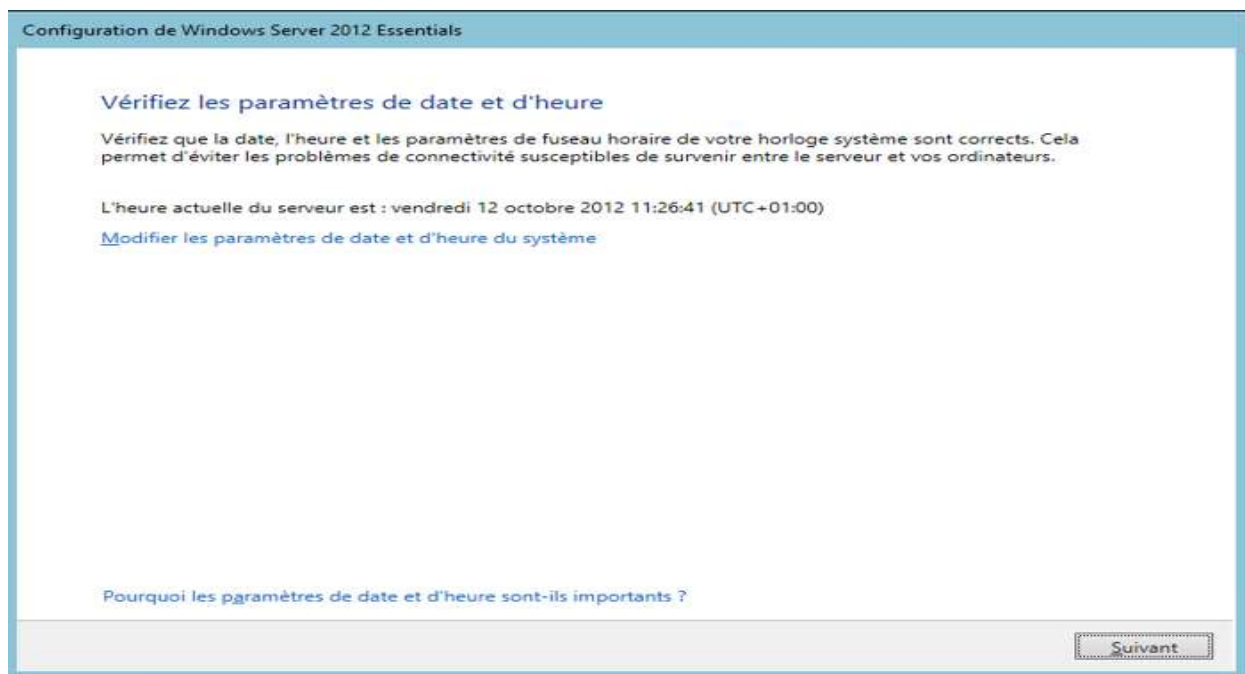 Configuration de Windows Server 2012 Essentials
Vérifiez les paramètres de date et d'heure
Vérifiez que la date, l'heure et les paramètres de fuseau horaire de votre horloge système sont corrects. Cela
permet d'éviter les problèmes de connectivité susceptibles de survenir entre le serveur et vos ordinateurs.
L'heure actuelle du serveur est : vendredi 12 octobre 2012 11:26:41 (UTC+01:00)
Modifier les paramètres de date et d'heure du système
Pourquoi les paramètres de date et d'heure sont-ils importants ?
Suivant